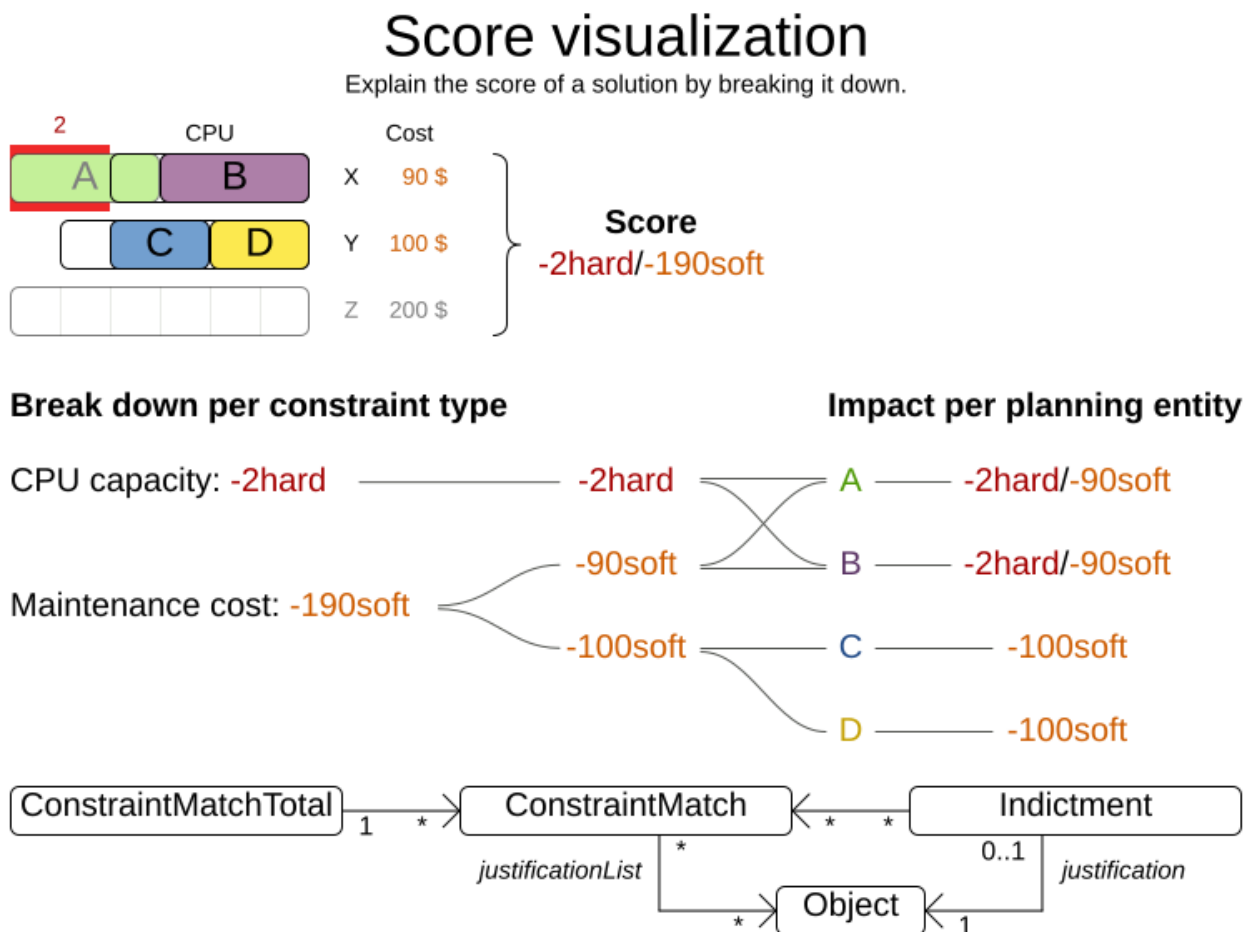 Score visualization
Explain the score of a solution by breaking it down.
2 CPU Cost
A B X 90 $
C D Y 100 $
Z 200 $
Score
-2hard/-190soft
Break down per constraint type
Impact per planning entity
CPU capacity: -2hard -2hard A -2hard/-90soft
-90soft B -2hard/-90soft
Maintenance cost: -190soft
-100soft C -100soft
D -100soft
ConstraintMatchTotal ConstraintMatch Indictment
1 * * *
justificationList * 0..1 justification
Object
* 1